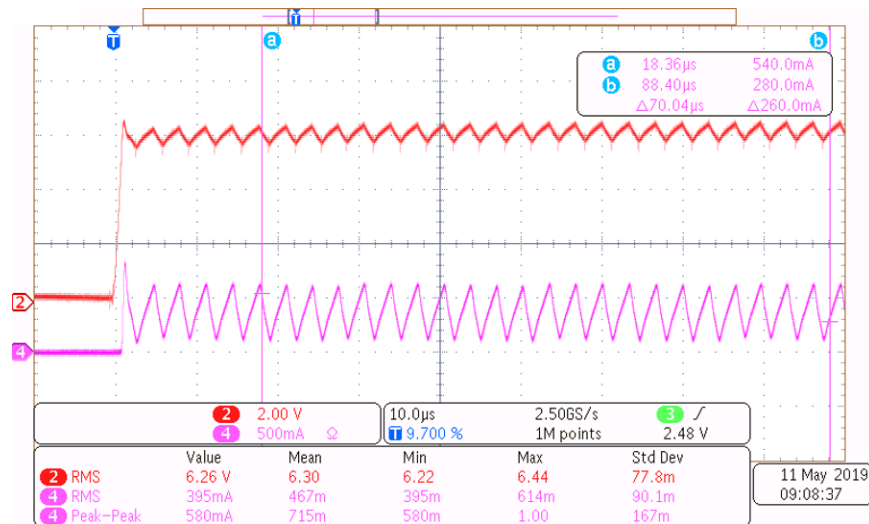 T
a b
a 18.36µs 540.0mA
b 88.40µs 280.0mA
△70.04µs △260.0mA
T
2
4
2 2.00 V
4 500mA Ω
10.0µs 2.50GS/s 3 ʃ
T 9.700 % 1M points 2.48 V
Value Mean Min Max Std Dev
2 RMS 6.26 V 6.30 6.22 6.44 77.8m
4 RMS 395mA 467m 395m 614m 90.1m
4 Peak-Peak 580mA 715m 580m 1.00 167m
11 May 2019
09:08:37